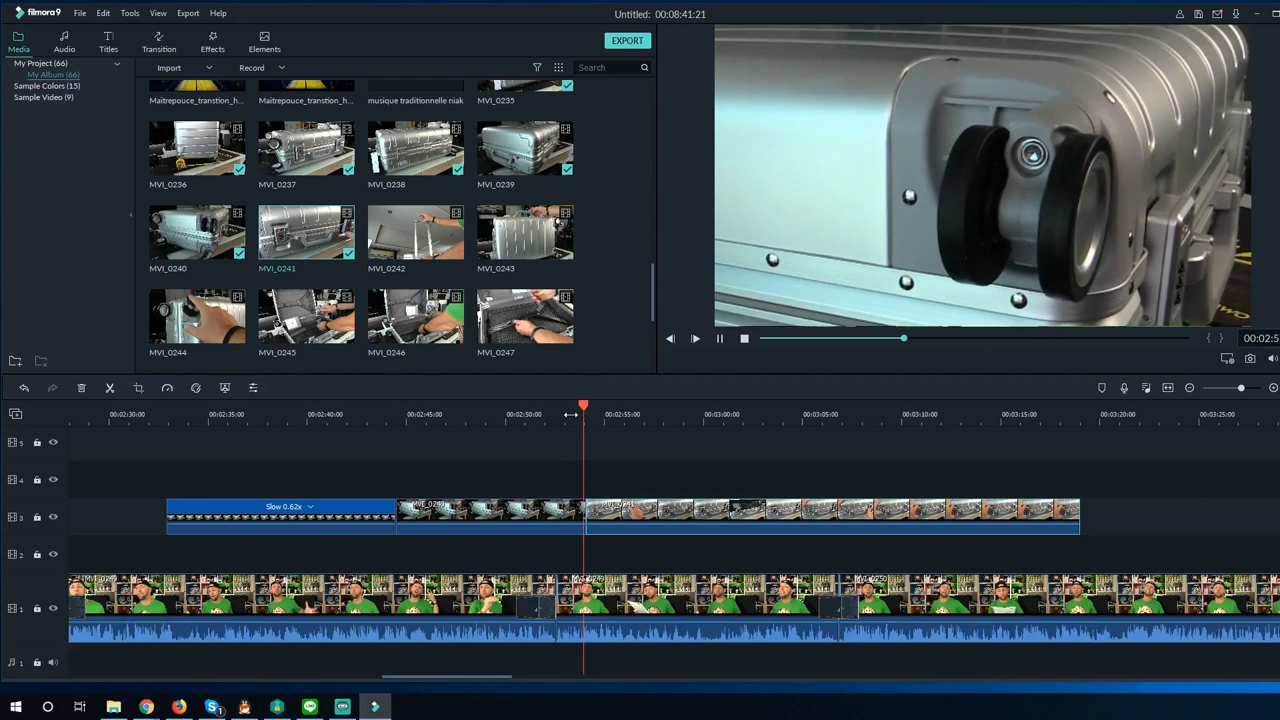 filmora9 File Edit Tools View Export Help Untitled: 00:08:41:21
Media Audio Titles Transition Effects Elements EXPORT
My Project (66)
My Album (66)
Sample Colors (15)
Sample Video (9)
Import Record Search
Maitrepouce_transtion_h... Maitrepouce_transtion_h... musique traditionnelle niak MVI_0235
MVI_0236 MVI_0237 MVI_0238 MVI_0239
MVI_0240 MVI_0241 MVI_0242 MVI_0243
MVI_0244 MVI_0245 MVI_0246 MVI_0247
00:02:5
00:02:30:00 00:02:35:00 00:02:40:00 00:02:45:00 00:02:50:00 00:02:55:00 00:03:00:00 00:03:05:00 00:03:10:00 00:03:15:00 00:03:20:00 00:03:25:00
5
4
3 Slow 0.62x
2
1 MVI_0249 MVI_0250
1